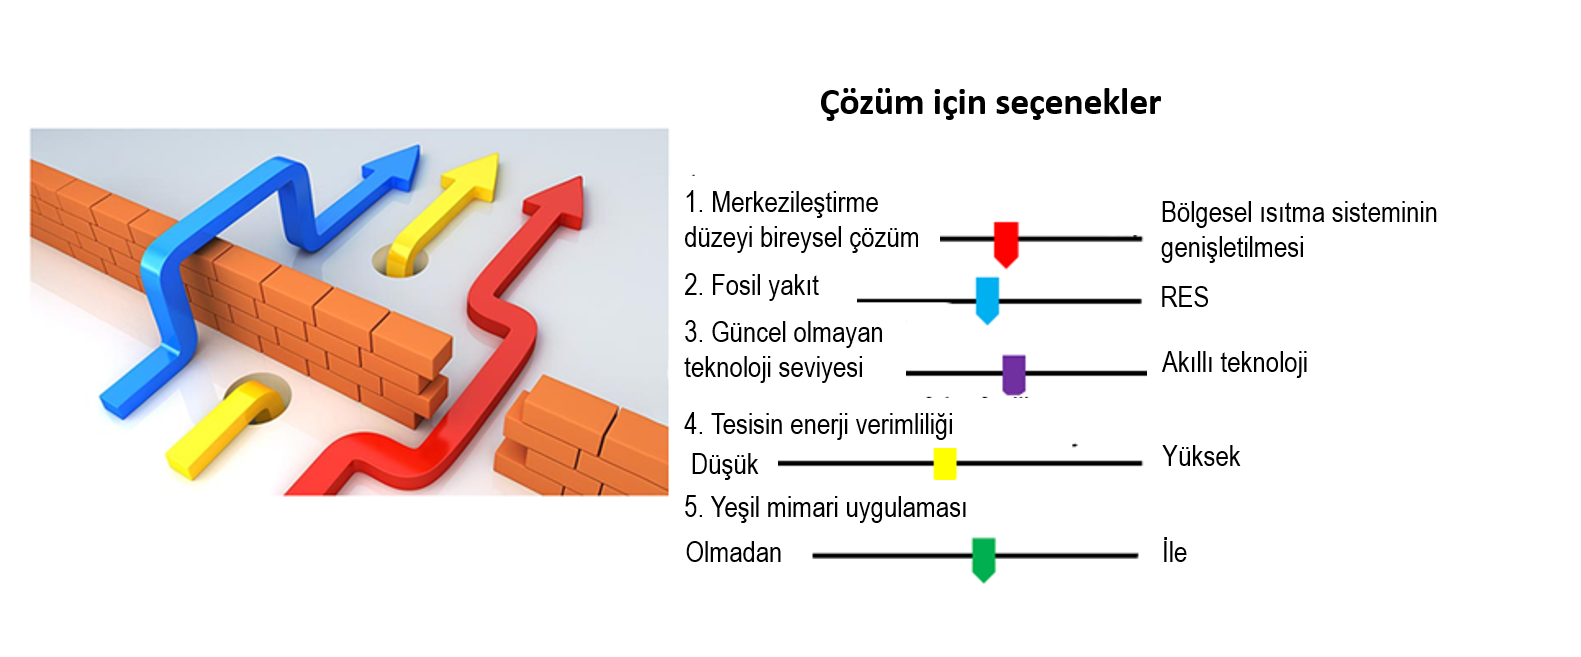 Çözüm için seçenekler
1. Merkezileştirme
düzeyi bireysel çözüm
Bölgesel ısıtma sisteminin
genişletilmesi
2. Fosil yakıt
RES
3. Güncel olmayan
teknoloji seviyesi
Akıllı teknoloji
4. Tesisin enerji verimliliği
Düşük
Yüksek
5. Yeşil mimari uygulaması
Olmadan
İle